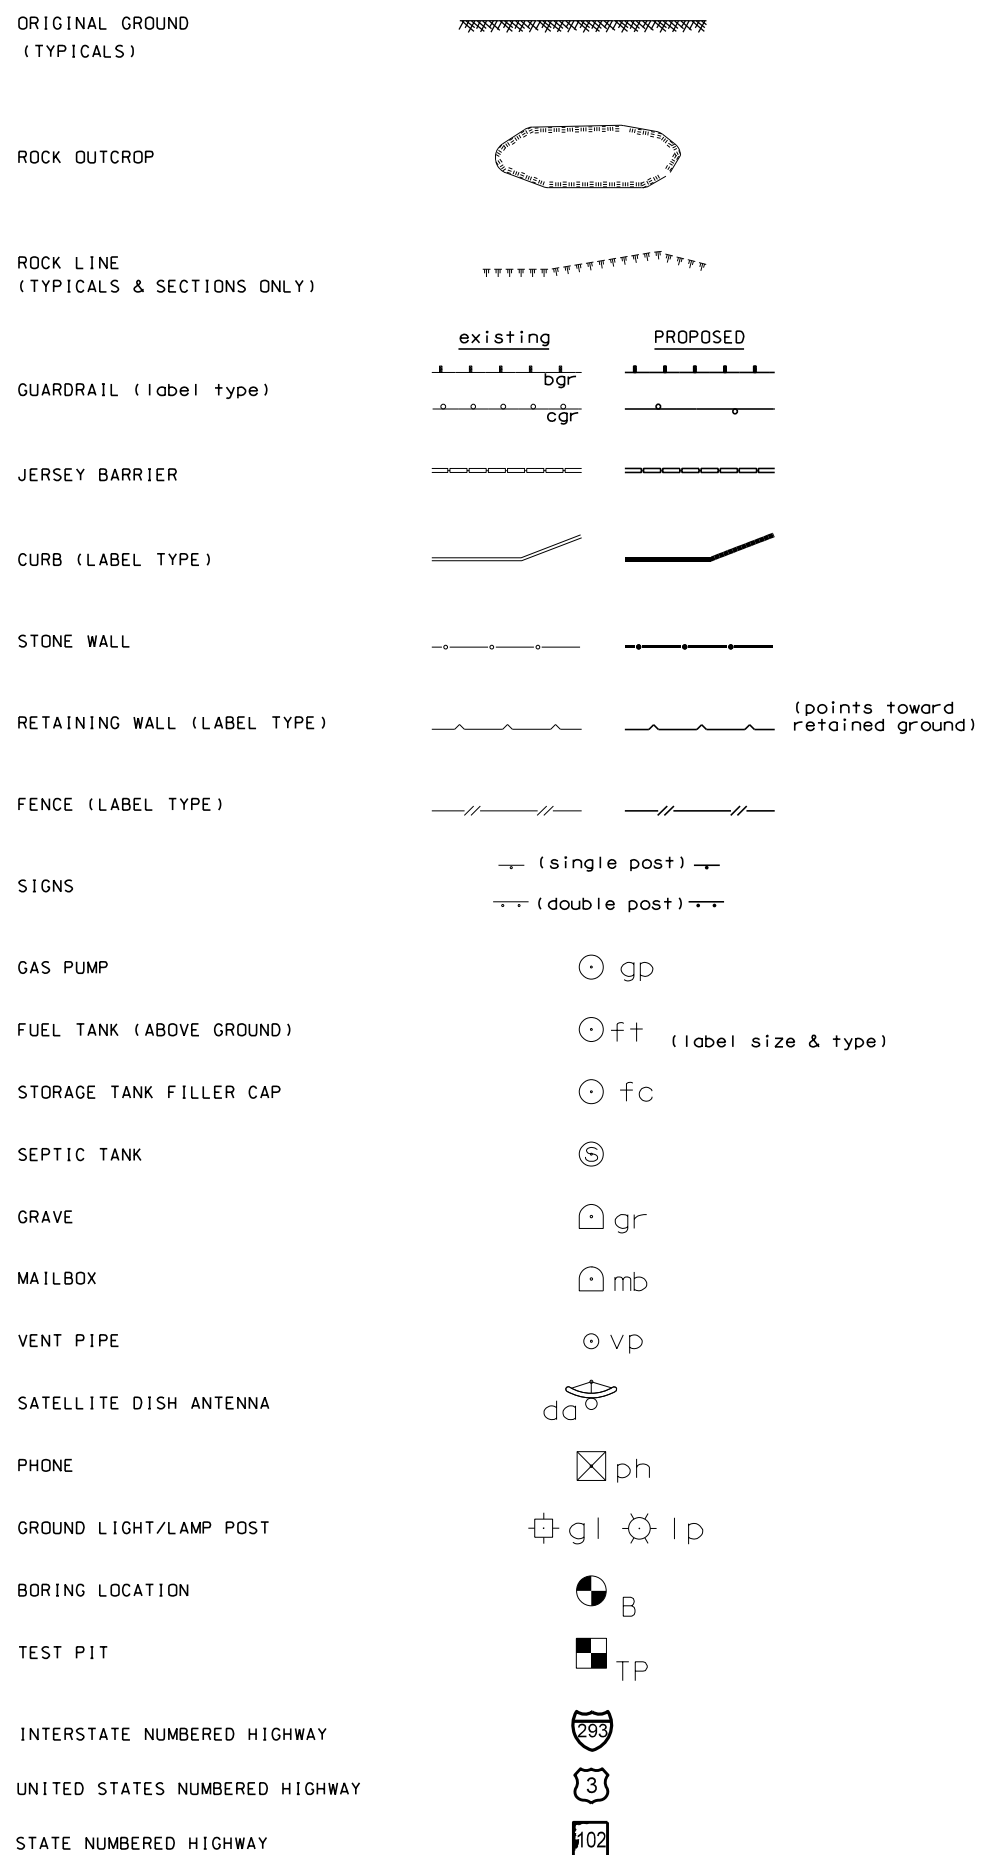 ORIGINAL GROUND
(TYPICALS)
ROCK OUTCROP
ROCK LINE
(TYPICALS & SECTIONS ONLY)
existing PROPOSED
GUARDRAIL (label type)
bgr
cgr
JERSEY BARRIER
CURB (LABEL TYPE)
STONE WALL
RETAINING WALL (LABEL TYPE)
(points toward
retained ground)
FENCE (LABEL TYPE)
SIGNS
(single post)
(double post)
GAS PUMP gp
FUEL TANK (ABOVE GROUND) ft (label size & type)
STORAGE TANK FILLER CAP fc
SEPTIC TANK S
GRAVE gr
MAILBOX mb
VENT PIPE vp
SATELLITE DISH ANTENNA da
PHONE ph
GROUND LIGHT/LAMP POST gl lp
BORING LOCATION B
TEST PIT TP
INTERSTATE NUMBERED HIGHWAY 293
UNITED STATES NUMBERED HIGHWAY 3
STATE NUMBERED HIGHWAY 102